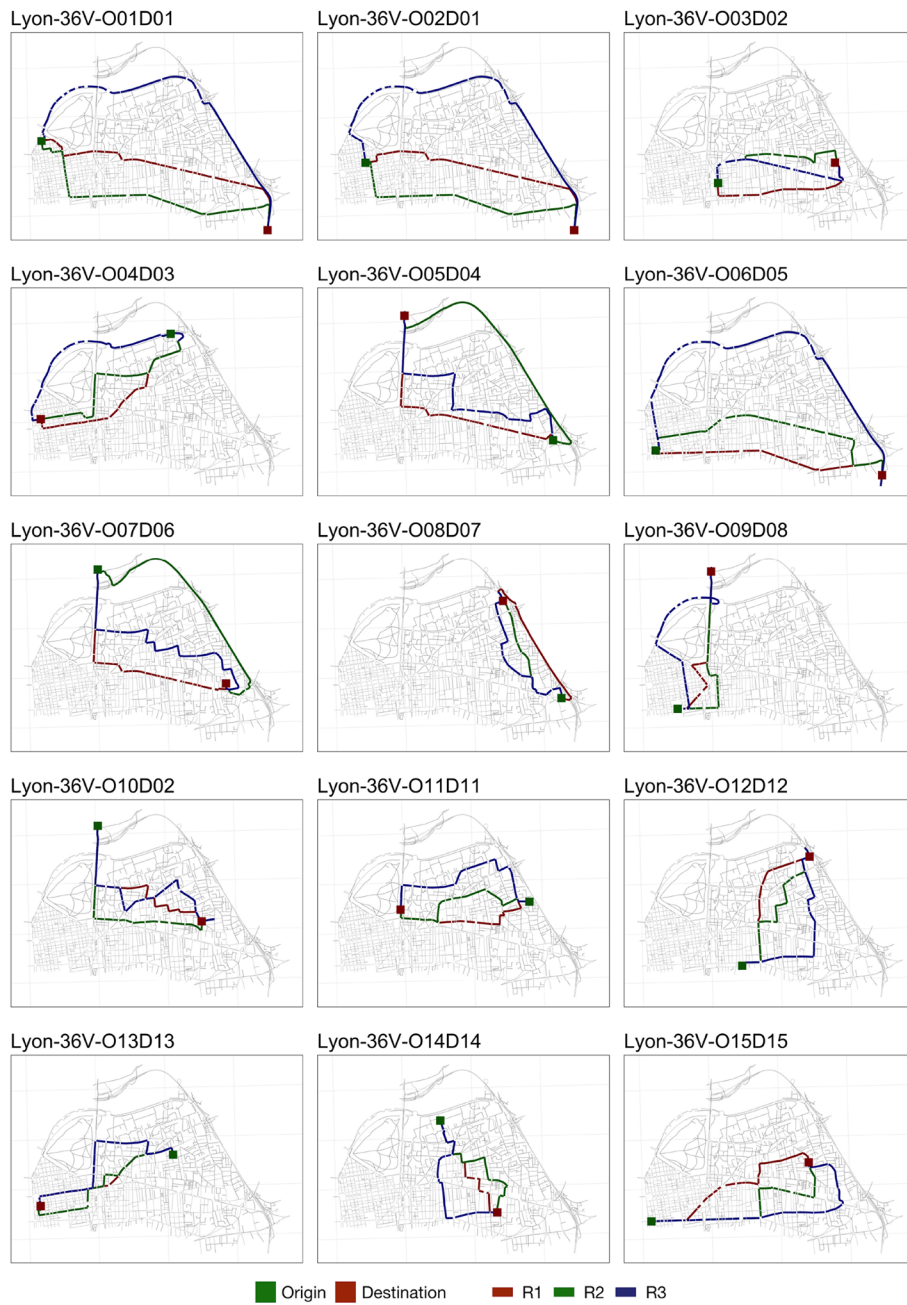 Lyon-36V-O01D01 Lyon-36V-O02D01 Lyon-36V-O03D02
Lyon-36V-O04D03 Lyon-36V-O05D04 Lyon-36V-O06D05
Lyon-36V-O07D06 Lyon-36V-O08D07 Lyon-36V-O09D08
Lyon-36V-O10D02 Lyon-36V-O11D11 Lyon-36V-O12D12
Lyon-36V-O13D13 Lyon-36V-O14D14 Lyon-36V-O15D15
Origin Destination R1 R2 R3